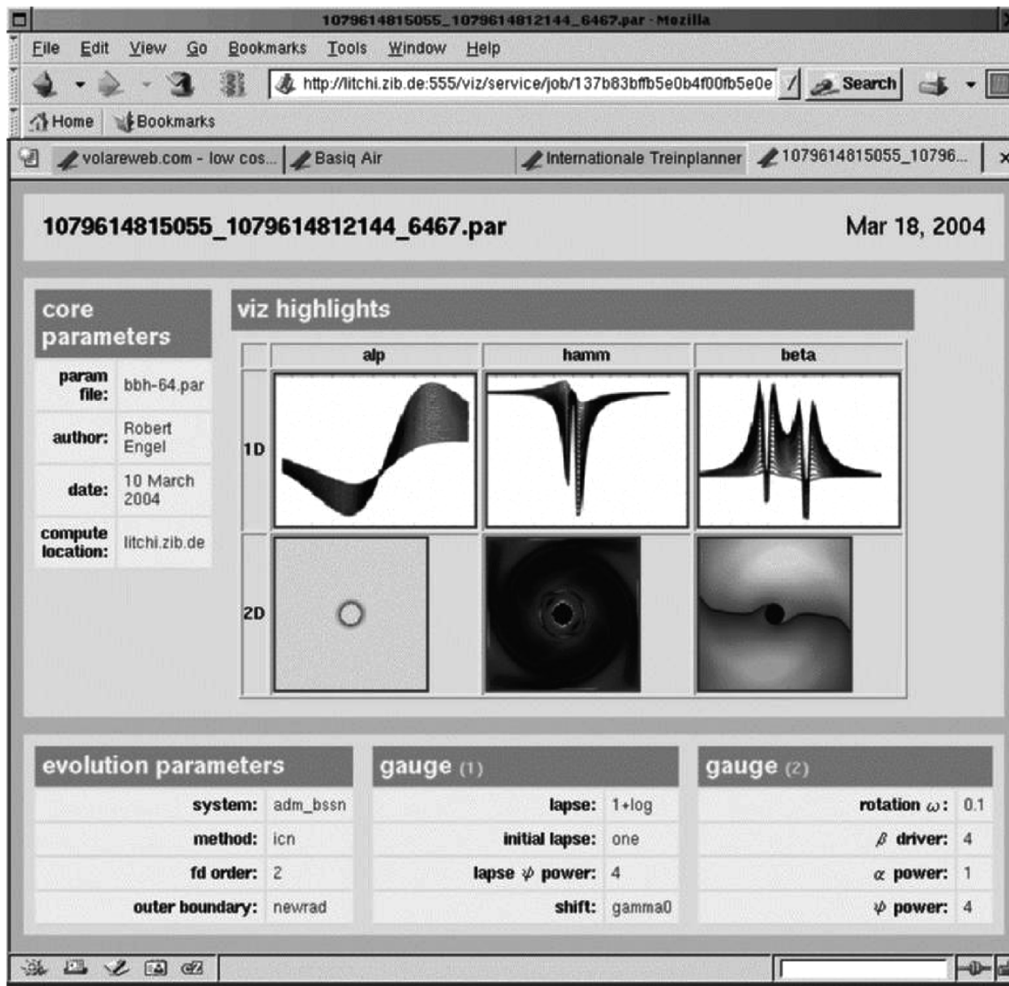 1079614815055_1079614812144_6467.par - Mozilla
File Edit View Go Bookmarks Tools Window Help
http://litchi.zib.de:555/viz/service/job/137b83bffb5e0b4f00fb5e0e Search
Home Bookmarks
volareweb.com - low cos... Basiq Air Internationale Treinplanner 1079614815055_10796...
1079614815055_1079614812144_6467.par Mar 18, 2004
core parameters
param file: bbh-64.par
author: Robert Engel
date: 10 March 2004
compute location: litchi.zib.de
viz highlights
alp hamm beta
1D
2D
evolution parameters
system: adm_bssn
method: icn
fd order: 2
outer boundary: newrad
gauge (1)
lapse: 1+log
initial lapse: one
lapse ψ power: 4
shift: gamma0
gauge (2)
rotation ω: 0.1
β driver: 4
α power: 1
ψ power: 4